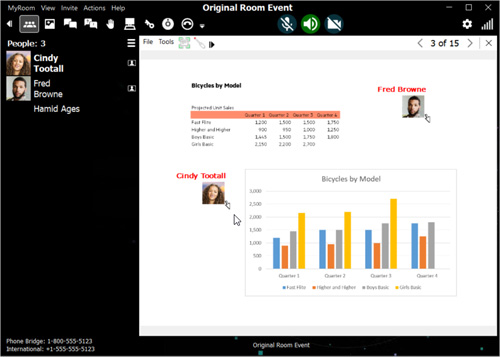 MyRoom View Invite Actions Help
Original Room Event
People: 3
Cindy
Tootall
Fred
Browne
Hamid Ages
File Tools
3 of 15
Bicycles by Model
Fred Browne
Projected Unit Sales
Quarter 1 Quarter 2 Quarter 3 Quarter 4
Fast Flite 1,200 1,500 1,500 1,750
Higher and Higher 900 950 1,000 1,250
Boys Basic 1,445 1,500 1,750 1,800
Girls Basic 2,150 2,200 2,700
Cindy Tootall
Bicycles by Model
3,000
2,500
2,000
1,500
1,000
500
0
Quarter 1 Quarter 2 Quarter 3 Quarter 4
Fast Flite Higher and Higher Boys Basic Girls Basic
Phone Bridge: 1-800-555-5123
International: +1-555-555-5123
Original Room Event